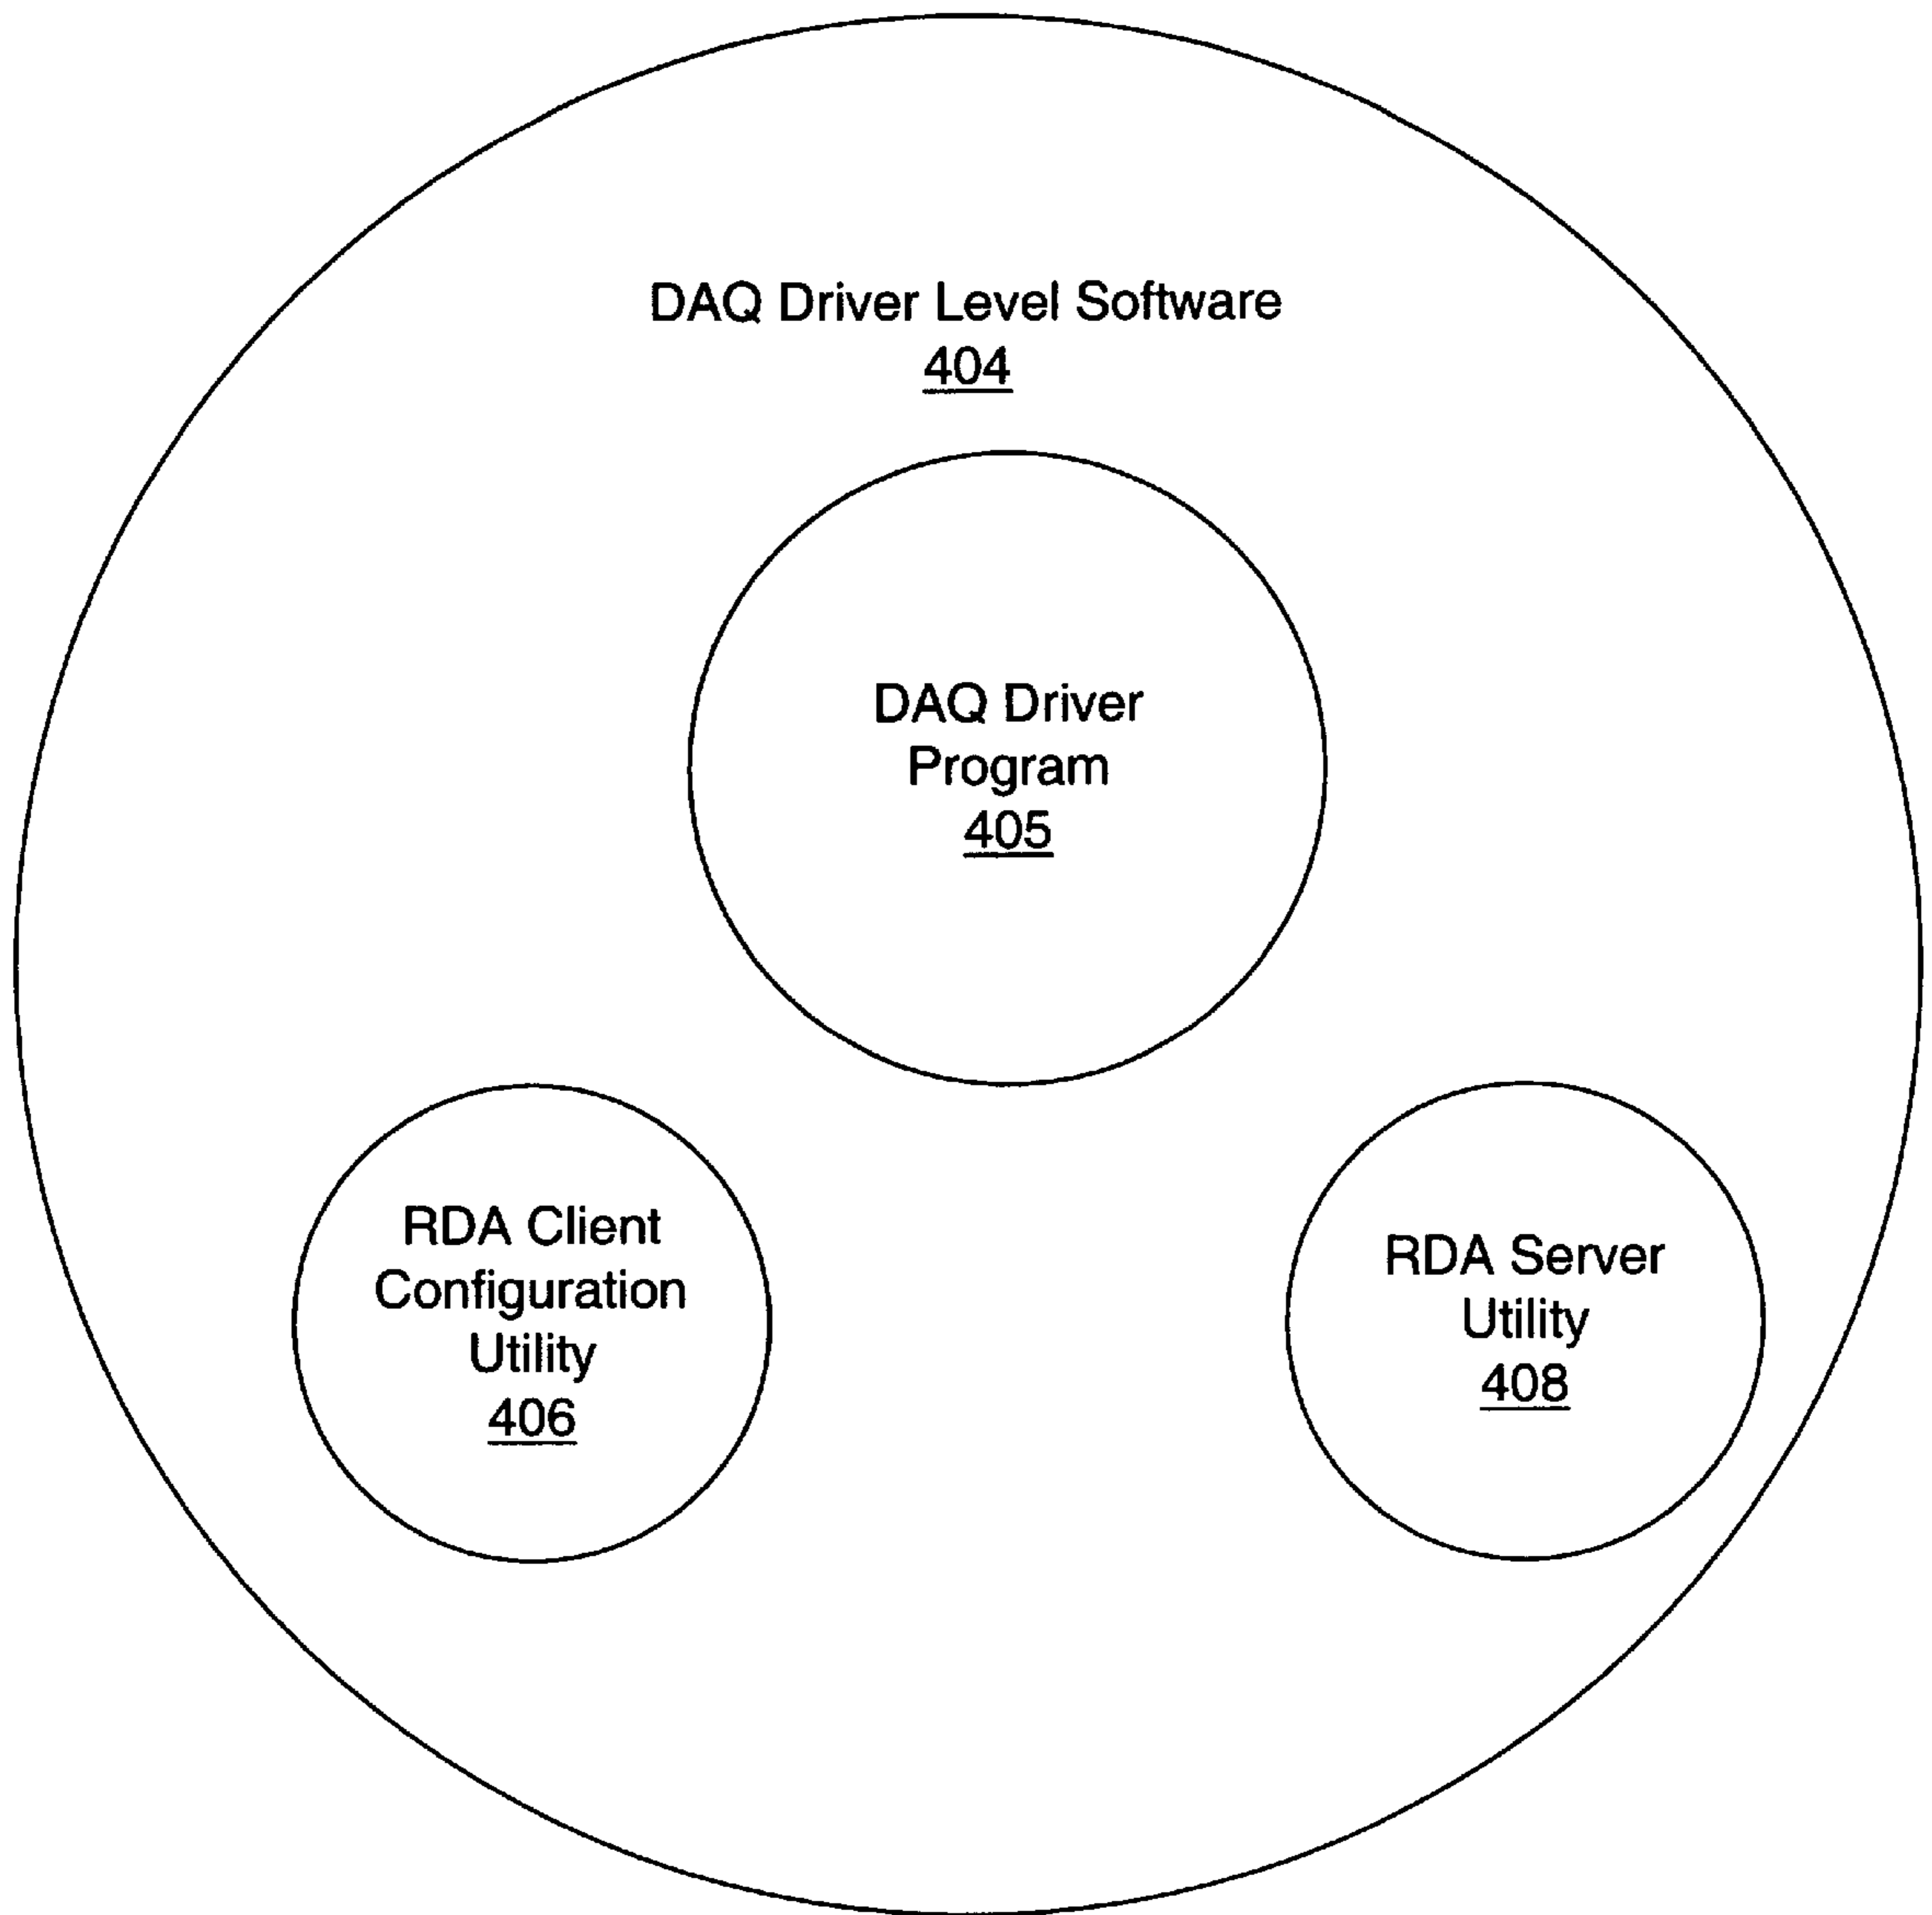 DAQ Driver Level Software
404
DAQ Driver
Program
405
RDA Client
Configuration
Utility
406
RDA Server
Utility
408